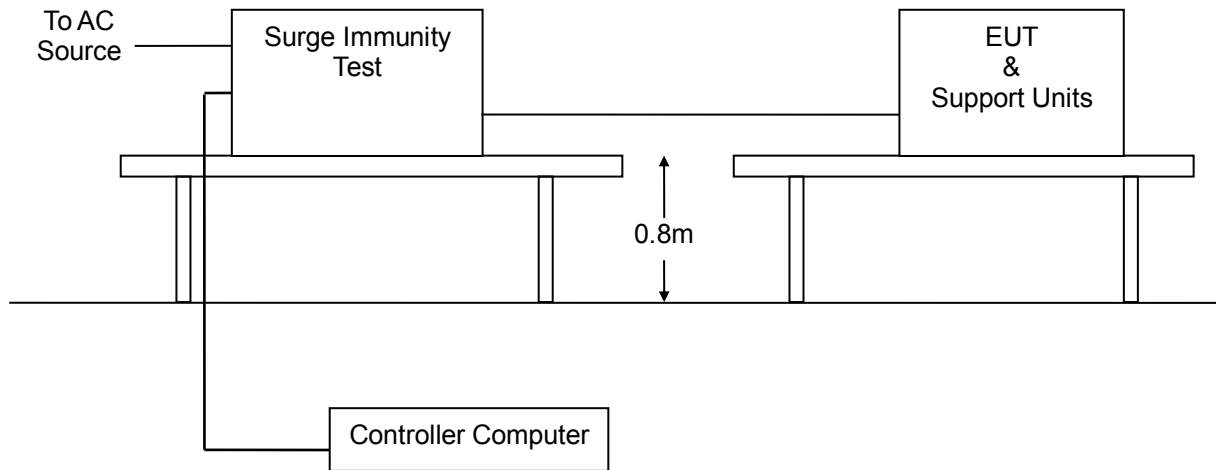 To AC
Source
Surge Immunity
Test
EUT
&
Support Units
0.8m
Controller Computer